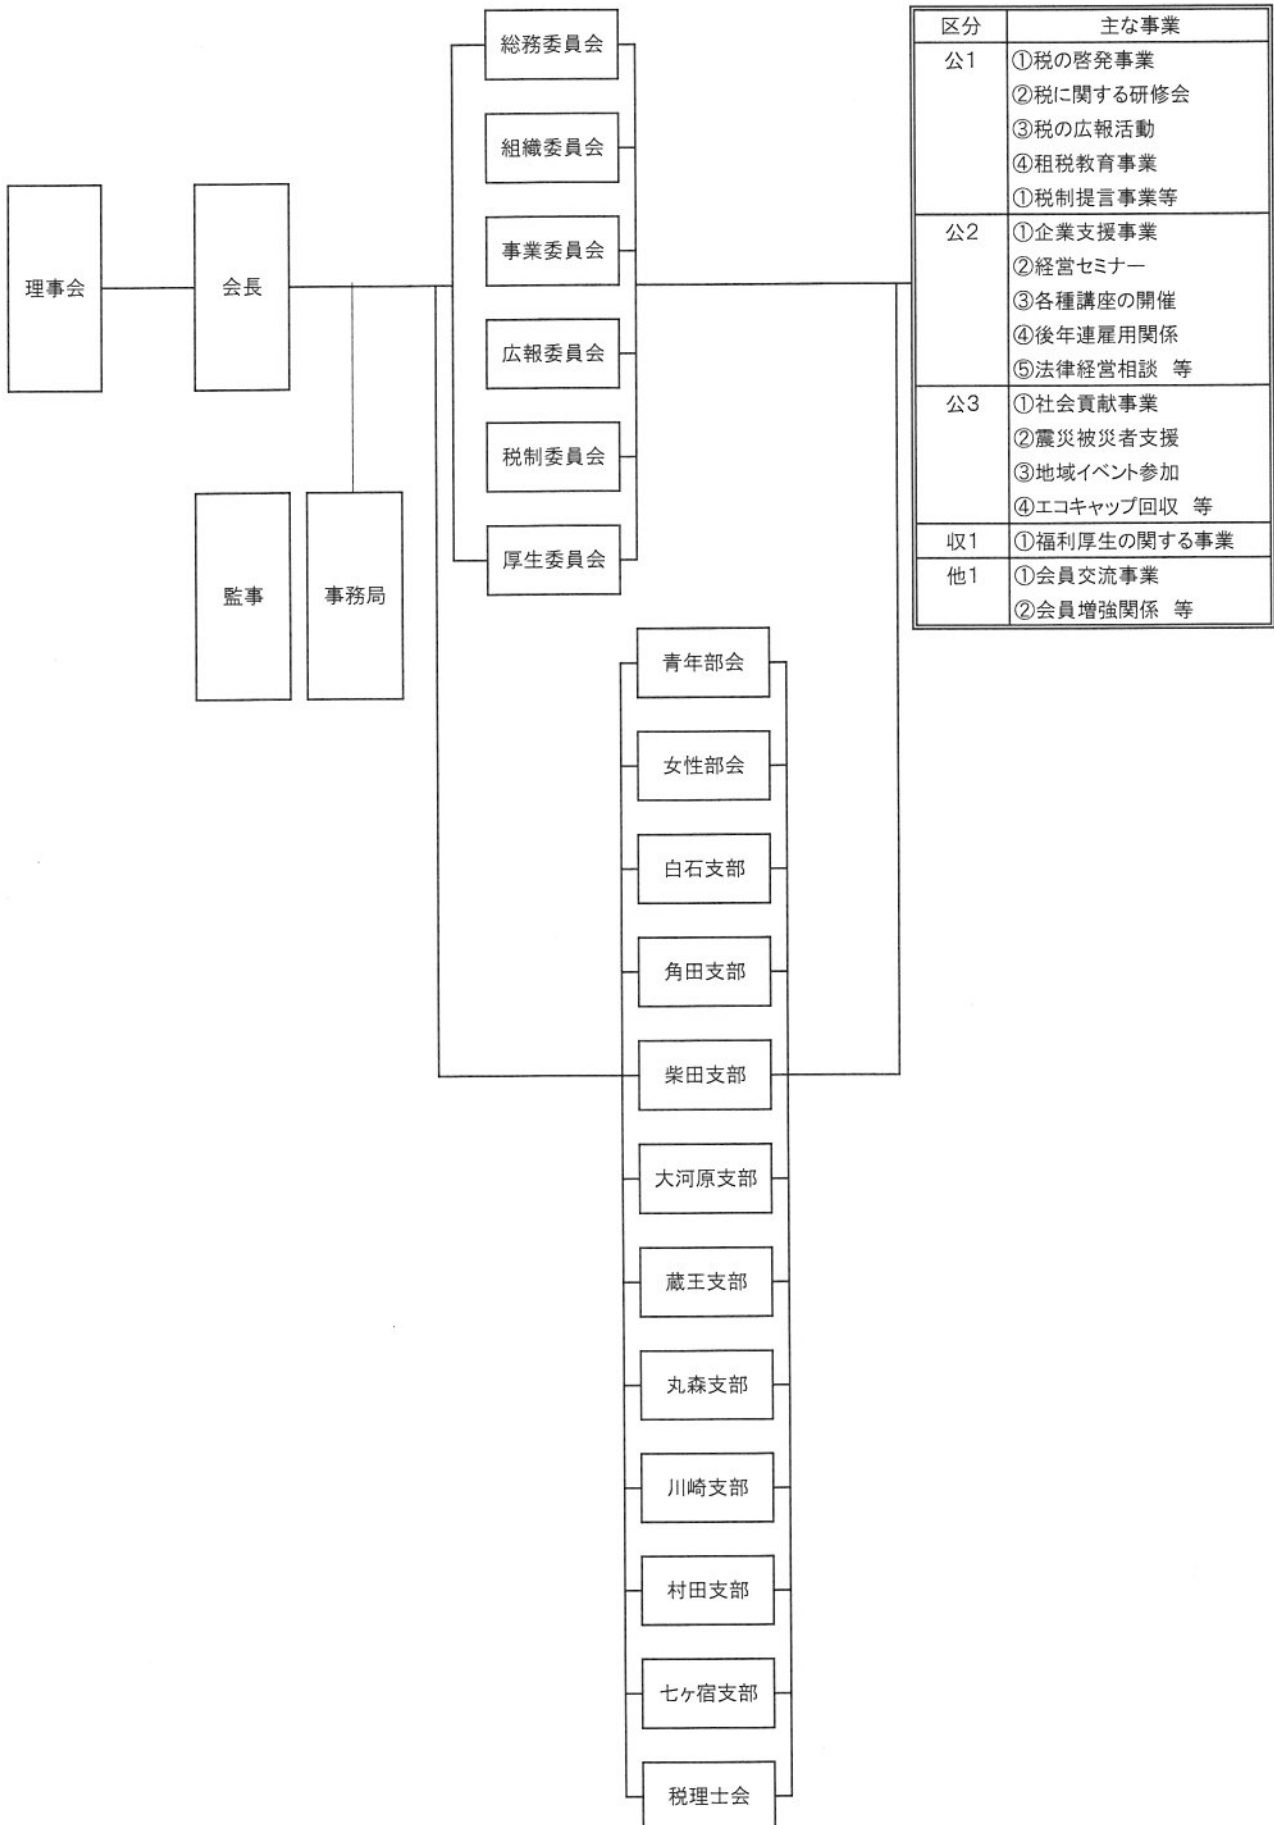 理事会
会長
監事
事務局
総務委員会
組織委員会
事業委員会
広報委員会
税制委員会
厚生委員会
青年部会
女性部会
白石支部
角田支部
柴田支部
大河原支部
蔵王支部
丸森支部
川崎支部
村田支部
七ヶ宿支部
税理士会
区分 主な事業
公1 ①税の啓発事業
②税に関する研修会
③税の広報活動
④租税教育事業
①税制提言事業等
公2 ①企業支援事業
②経営セミナー
③各種講座の開催
④後年連雇用関係
⑤法律経営相談 等
公3 ①社会貢献事業
②震災被災者支援
③地域イベント参加
④エコキャップ回収 等
収1 ①福利厚生の関する事業
他1 ①会員交流事業
②会員増強関係 等